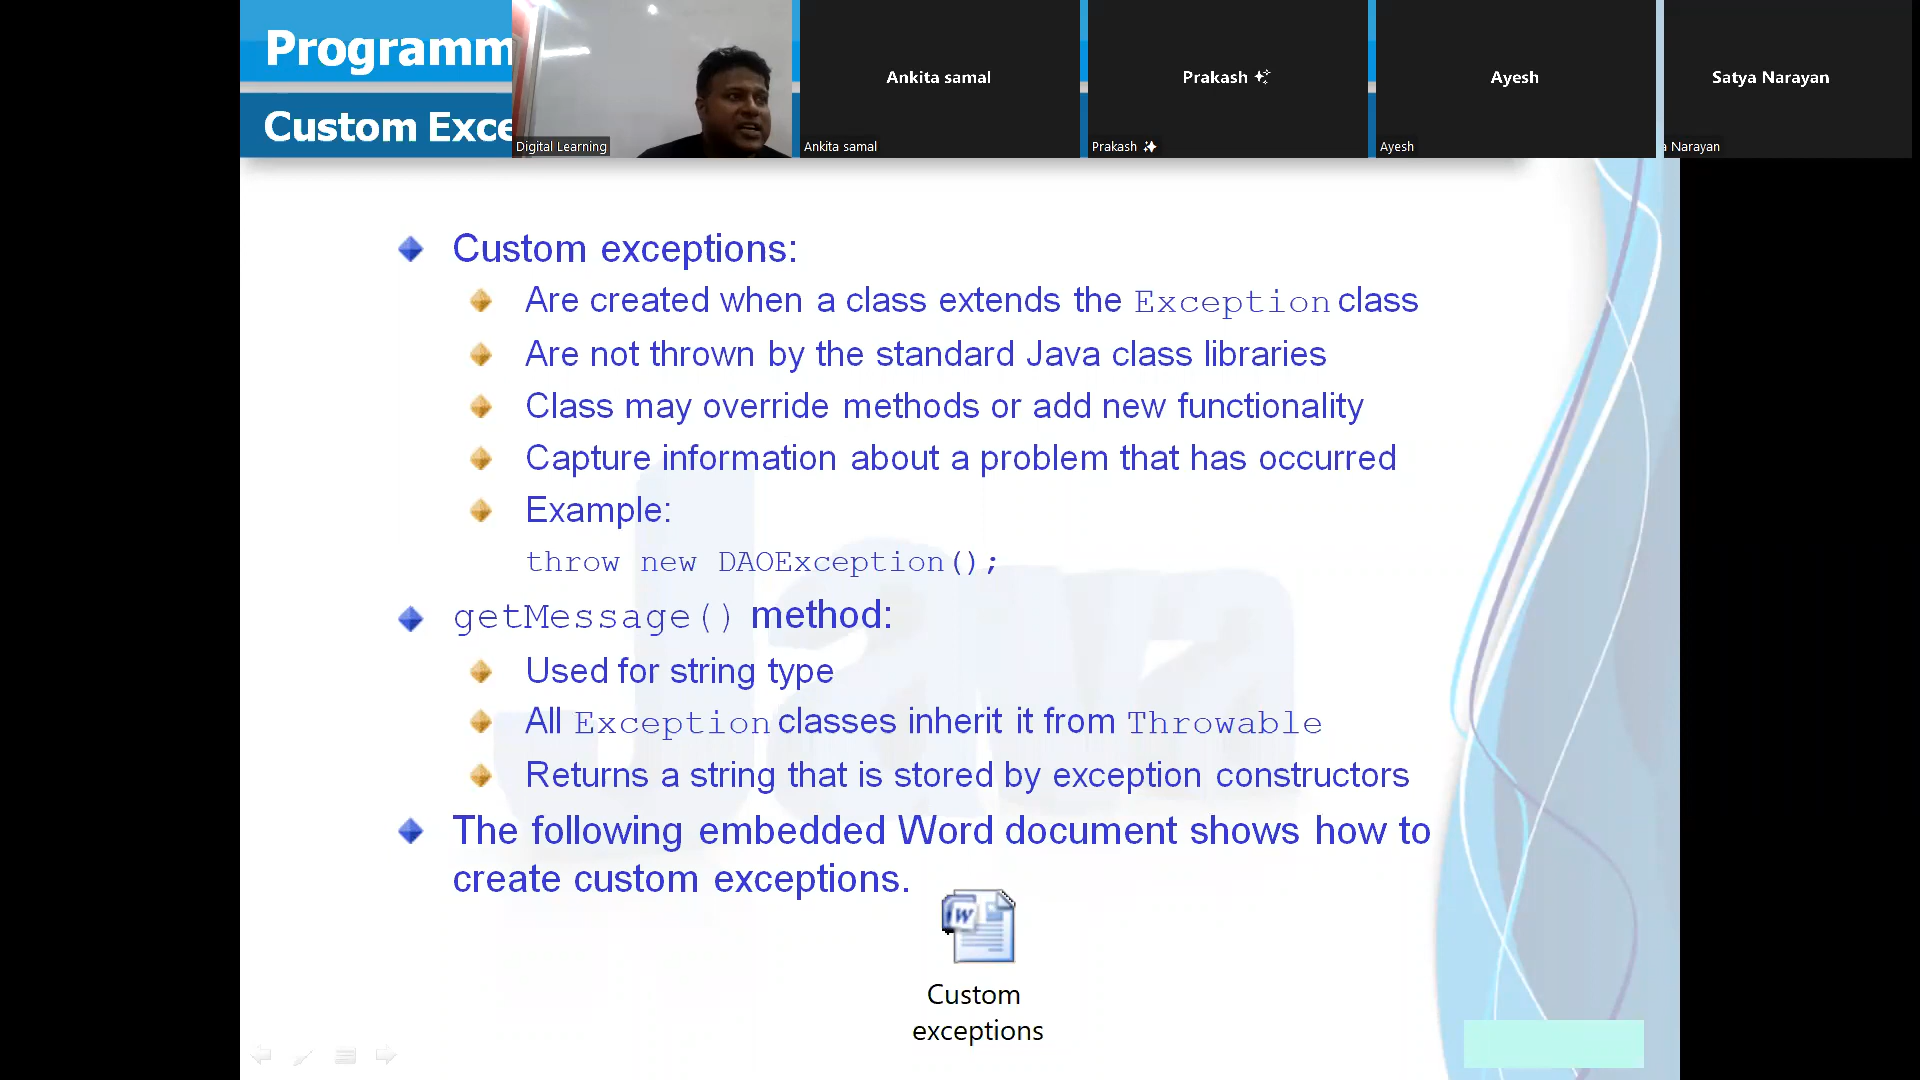 Programm
Custom Exce
Digital Learning
Ankita samal
Ankita samal
Prakash
Prakash
Ayesh
Ayesh
Satya Narayan
Narayan
Custom exceptions:
Are created when a class extends the Exception class
Are not thrown by the standard Java class libraries
Class may override methods or add new functionality
Capture information about a problem that has occurred
Example:
throw new DAOException();
getMessage() method:
Used for string type
All Exception classes inherit it from Throwable
Returns a string that is stored by exception constructors
The following embedded Word document shows how to
create custom exceptions.
W
Custom
exceptions
Java